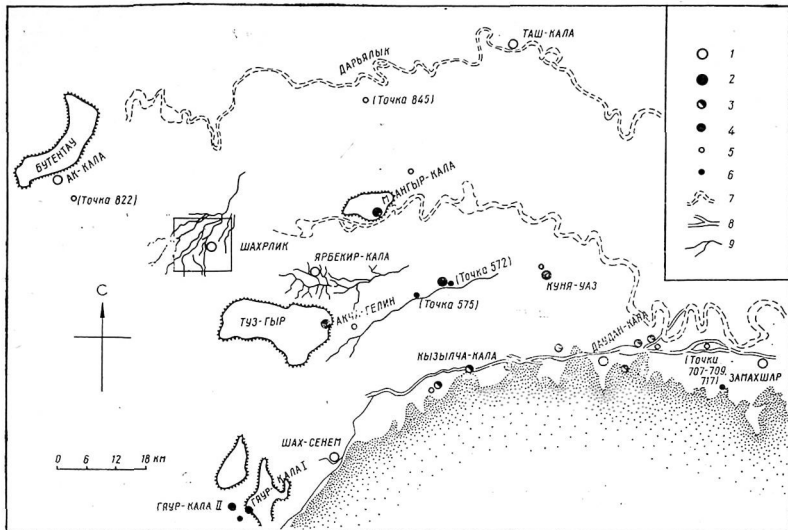 ТАШ-КАЛА
ДАРЬЯЛЫК
(Точка 845)
БУТЕНТАУ
АК-КАЛА
(Точка 822)
МАНГЫР-КАЛА
ШАХРЛИК
ЯРБЕКИР-КАЛА
(Точка 572)
КУНЯ-УАЗ
(Точка 575)
С
ТУЗ-ГЫР
АКЧА-ГЕЛИН
ДАУДАН-КАЛА
КЫЗЫЛЧА-КАЛА
(Точки
707-709,
717)
ЗАМАХШАР
ШАХ-СЕНЕМ
0 6 12 18 км
ГЯУР-КАЛА I
ГЯУР-КАЛА II
1
2
3
4
5
6
7
8
9